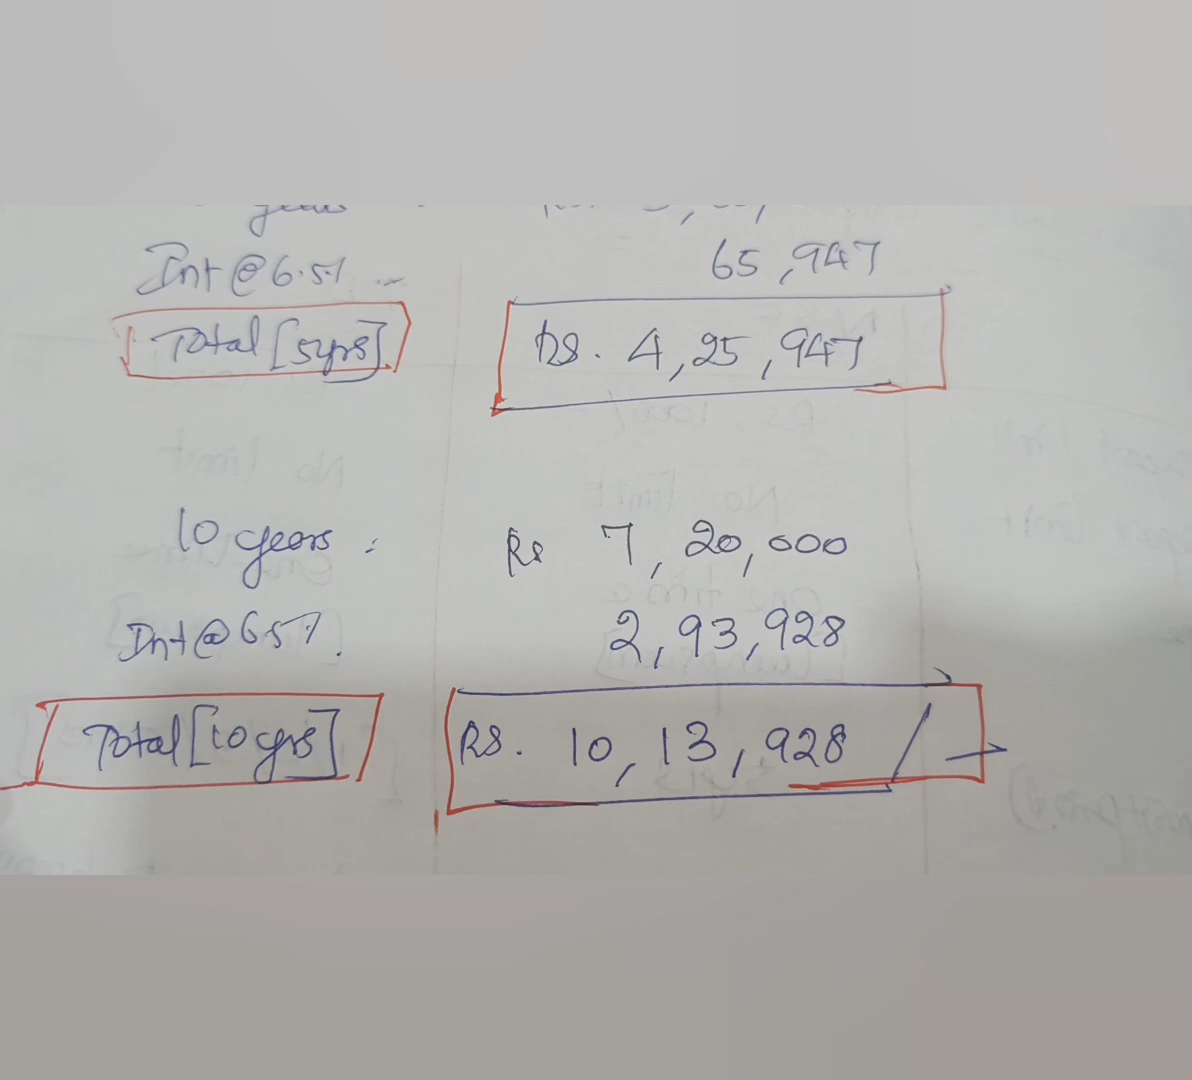 years
Int@6.5% 65,947
Total [5yrs] Rs. 4,25,947
10 years : Rs 7,20,000
Int@6.5% 2,93,928
Total [10 yrs] Rs. 10,13,928/-